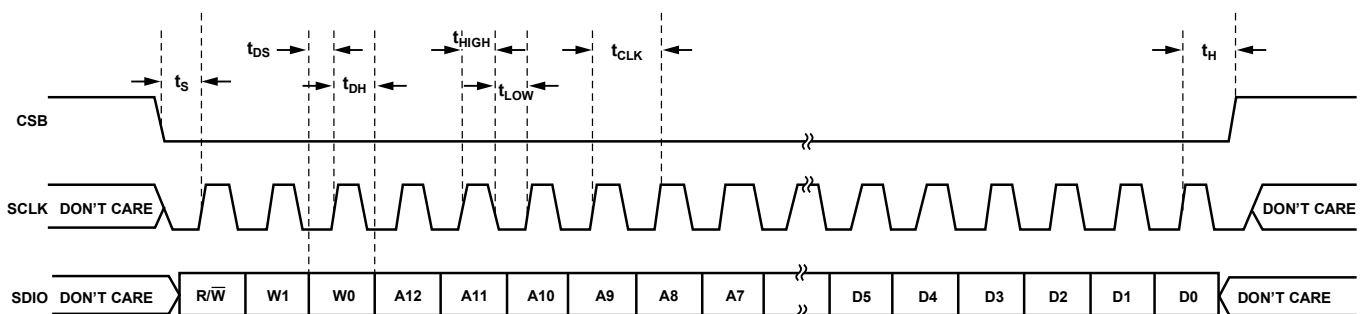 tDS
tHIGH
tCLK
tH
tS
tDH
tLOW
CSB
SCLK DON'T CARE DON'T CARE
SDIO DON'T CARE R/W̅ W1 W0 A12 A11 A10 A9 A8 A7 D5 D4 D3 D2 D1 D0 DON'T CARE